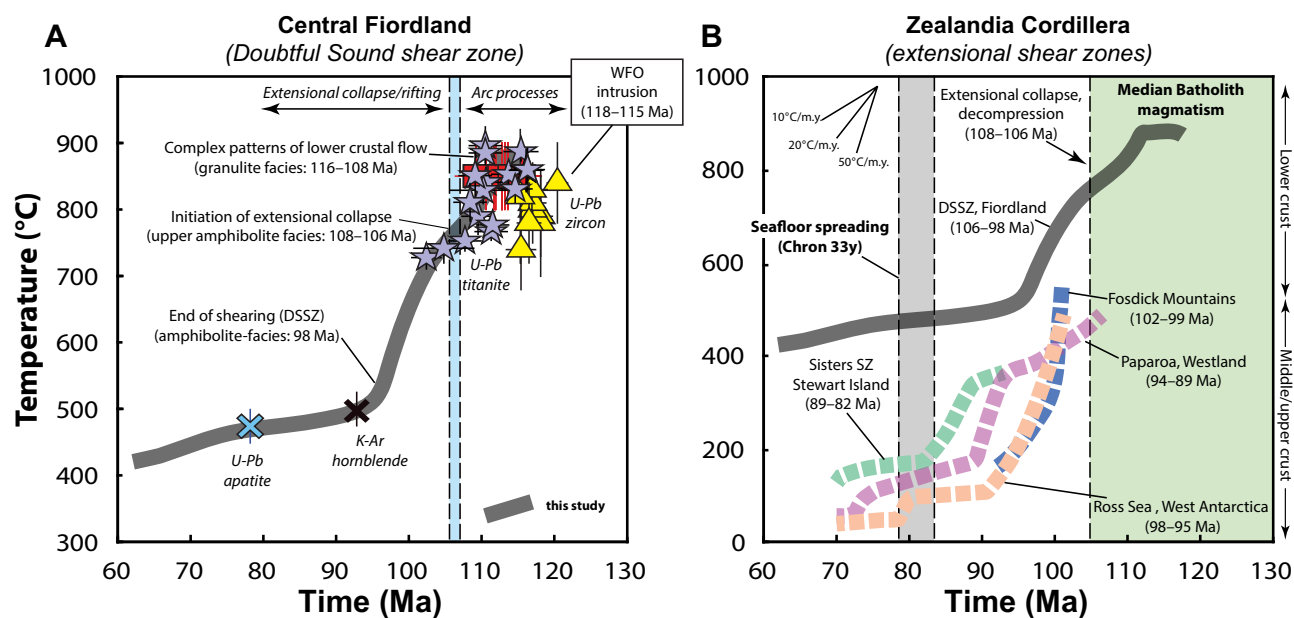 A
Central Fiordland
(Doubtful Sound shear zone)
Temperature (°C)
1000
900
800
700
600
500
400
300
Extensional collapse/rifting
Arc processes
WFO
intrusion
(118–115 Ma)
Complex patterns of lower crustal flow
(granulite facies: 116–108 Ma)
Initiation of extensional collapse
(upper amphibolite facies: 108–106 Ma)
U-Pb
zircon
U-Pb
titanite
End of shearing (DSSZ)
(amphibolite-facies: 98 Ma)
U-Pb
apatite
K-Ar
hornblende
this study
60
70
80
90
100
110
120
130
Time (Ma)
B
Zealandia Cordillera
(extensional shear zones)
1000
800
600
400
200
0
10°C/m.y.
20°C/m.y.
50°C/m.y.
Extensional collapse,
decompression
(108–106 Ma)
Median Batholith
magmatism
DSSZ, Fiordland
(106–98 Ma)
Seafloor spreading
(Chron 33y)
Fosdick Mountains
(102–99 Ma)
Paparoa, Westland
(94–89 Ma)
Sisters SZ
Stewart Island
(89–82 Ma)
Ross Sea , West Antarctica
(98–95 Ma)
Lower crust
Middle/upper crust
60
70
80
90
100
110
120
130
Time (Ma)